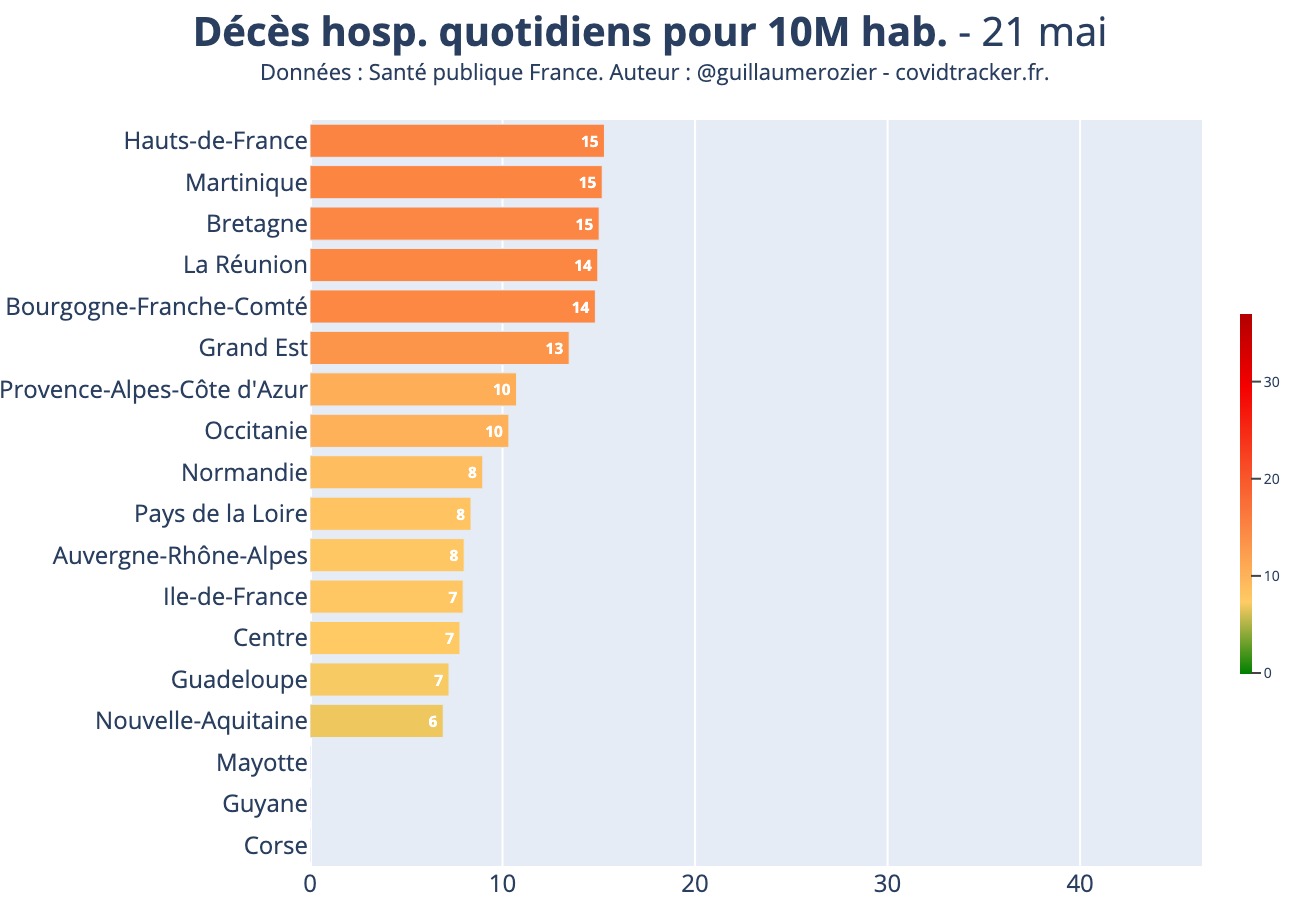 Décès hosp. quotidiens pour 10M hab. - 21 mai
Données : Santé publique France. Auteur : @guillaumerozier - covidtracker.fr.
Hauts-de-France 15
Martinique 15
Bretagne 15
La Réunion 14
Bourgogne-Franche-Comté 14
Grand Est 13
Provence-Alpes-Côte d'Azur 10
Occitanie 10
Normandie 8
Pays de la Loire 8
Auvergne-Rhône-Alpes 8
Ile-de-France 7
Centre 7
Guadeloupe 7
Nouvelle-Aquitaine 6
Mayotte
Guyane
Corse
0 10 20 30 40
30
20
10
0